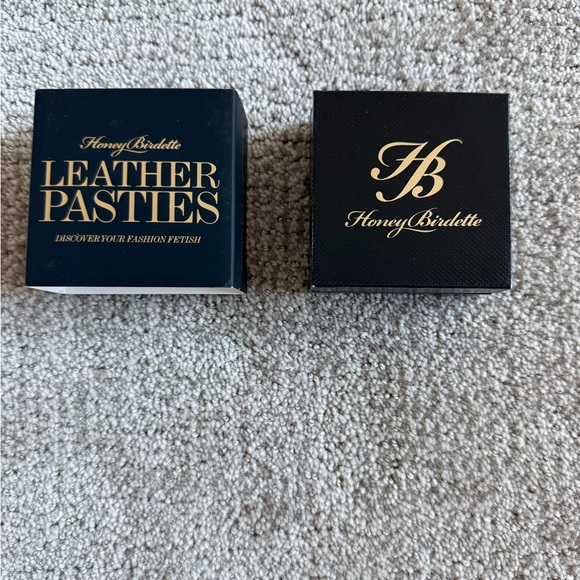 Honey Birdette
LEATHER
PASTIES
DISCOVER YOUR FASHION FETISH
HB
Honey Birdette